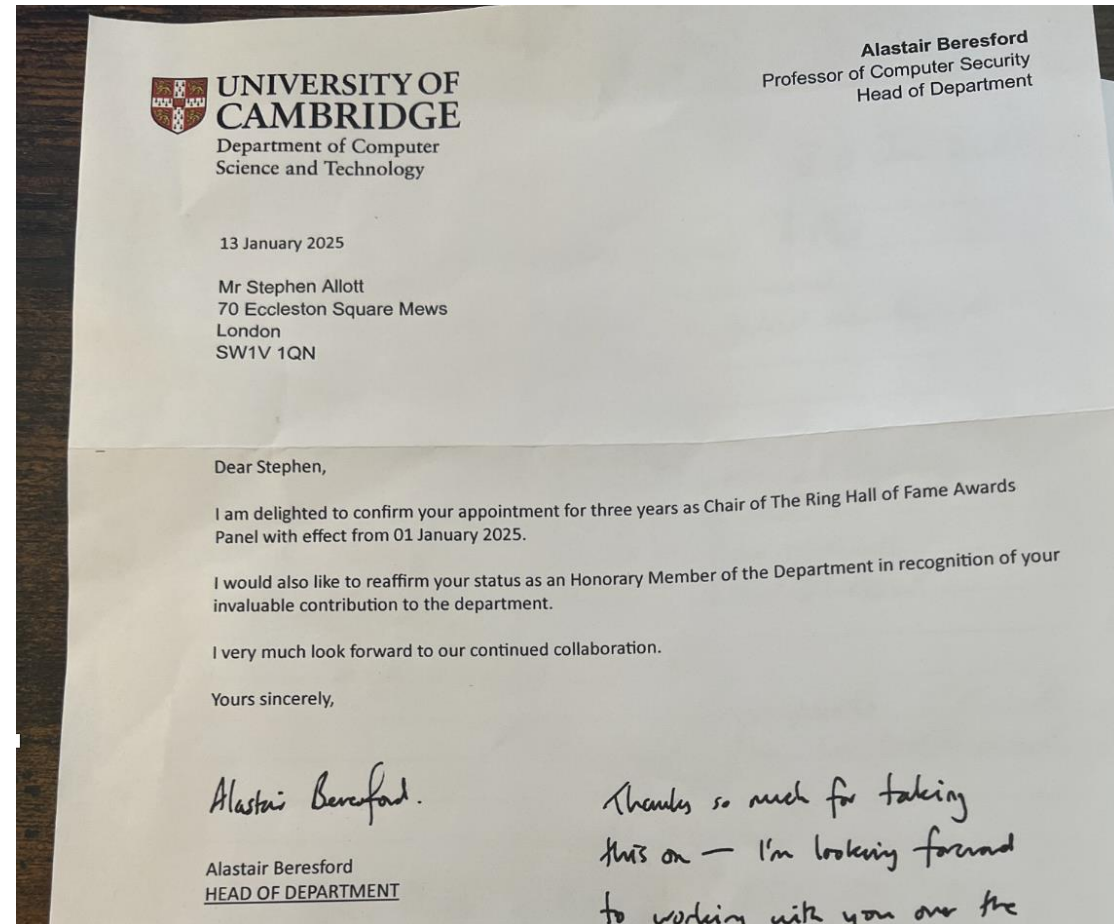 Alastair Beresford
Professor of Computer Security
Head of Department
UNIVERSITY OF
CAMBRIDGE
Department of Computer
Science and Technology
13 January 2025
Mr Stephen Allott
70 Eccleston Square Mews
London
SW1V 1QN
Dear Stephen,
I am delighted to confirm your appointment for three years as Chair of The Ring Hall of Fame Awards
Panel with effect from 01 January 2025.
I would also like to reaffirm your status as an Honorary Member of the Department in recognition of your
invaluable contribution to the department.
I very much look forward to our continued collaboration.
Yours sincerely,
Alastair Beresford.
Alastair Beresford
HEAD OF DEPARTMENT
Thanks so much for taking
this on — I'm looking forward
to working with you over the